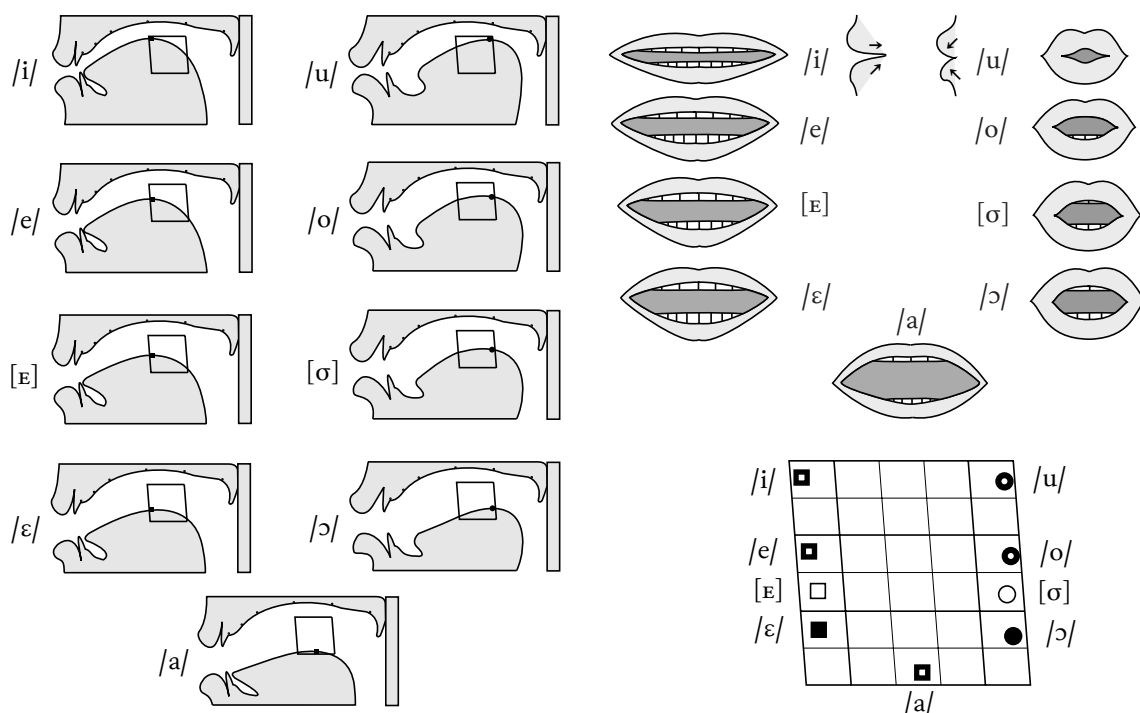 /i/ /u/
/e/ /o/
[ᴇ] [σ]
/ɛ/ /ɔ/
/a/
/i/ /u/
/e/ /o/
[ᴇ] [σ]
/ɛ/ /ɔ/
/a/
/i/ /u/
/e/ /o/
[ᴇ] [σ]
/ɛ/ /ɔ/
/a/